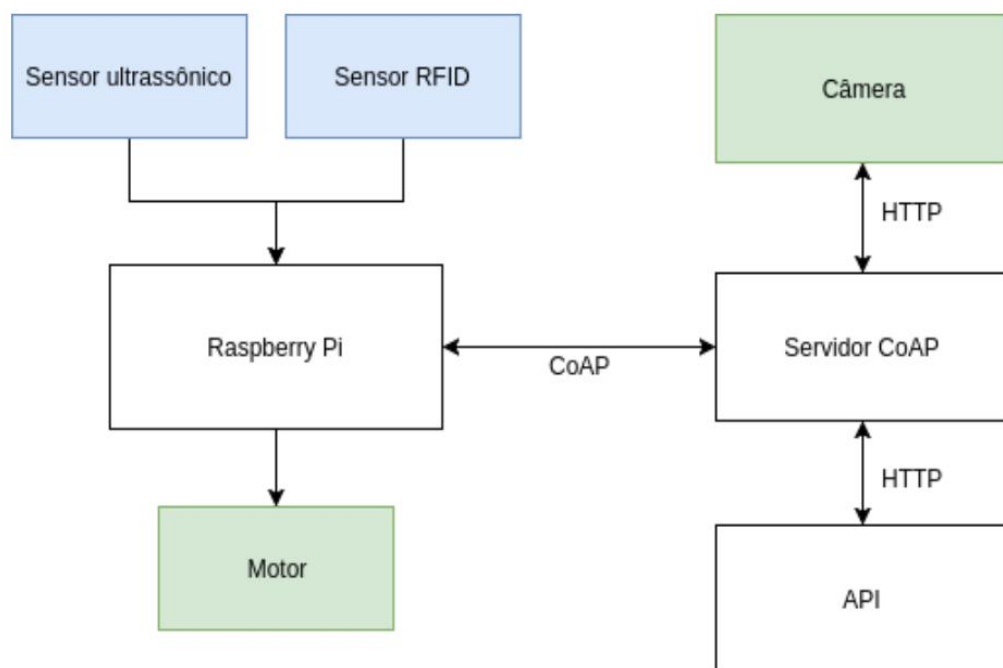 Sensor ultrassônico
Sensor RFID
Câmera
HTTP
Raspberry Pi
CoAP
Servidor CoAP
HTTP
Motor
API